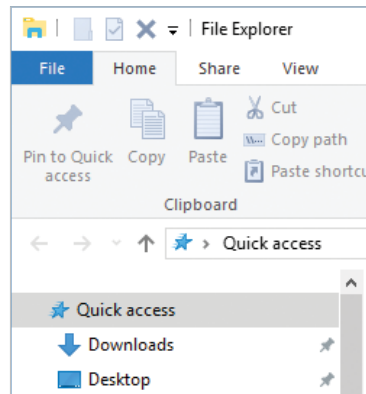 File Explorer
File Home Share View
Pin to Quick access
Copy
Paste
Cut
Copy path
Paste shortcu
Clipboard
Quick access
Quick access
Downloads
Desktop